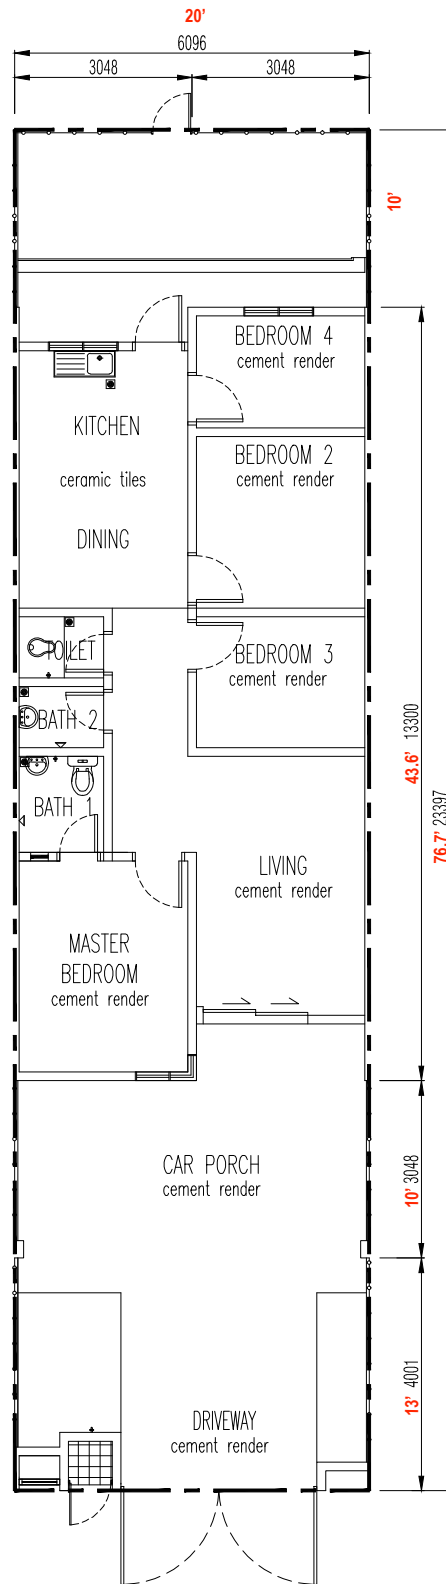 20'
6096
3048 3048
10'
BEDROOM 4
cement render
KITCHEN
ceramic tiles
DINING
BEDROOM 2
cement render
TOILET
BEDROOM 3
cement render
BATH 2
BATH 1
43.6' 13300
76.7' 23397
LIVING
cement render
MASTER
BEDROOM
cement render
CAR PORCH
cement render
10' 3048
13' 4001
DRIVEWAY
cement render